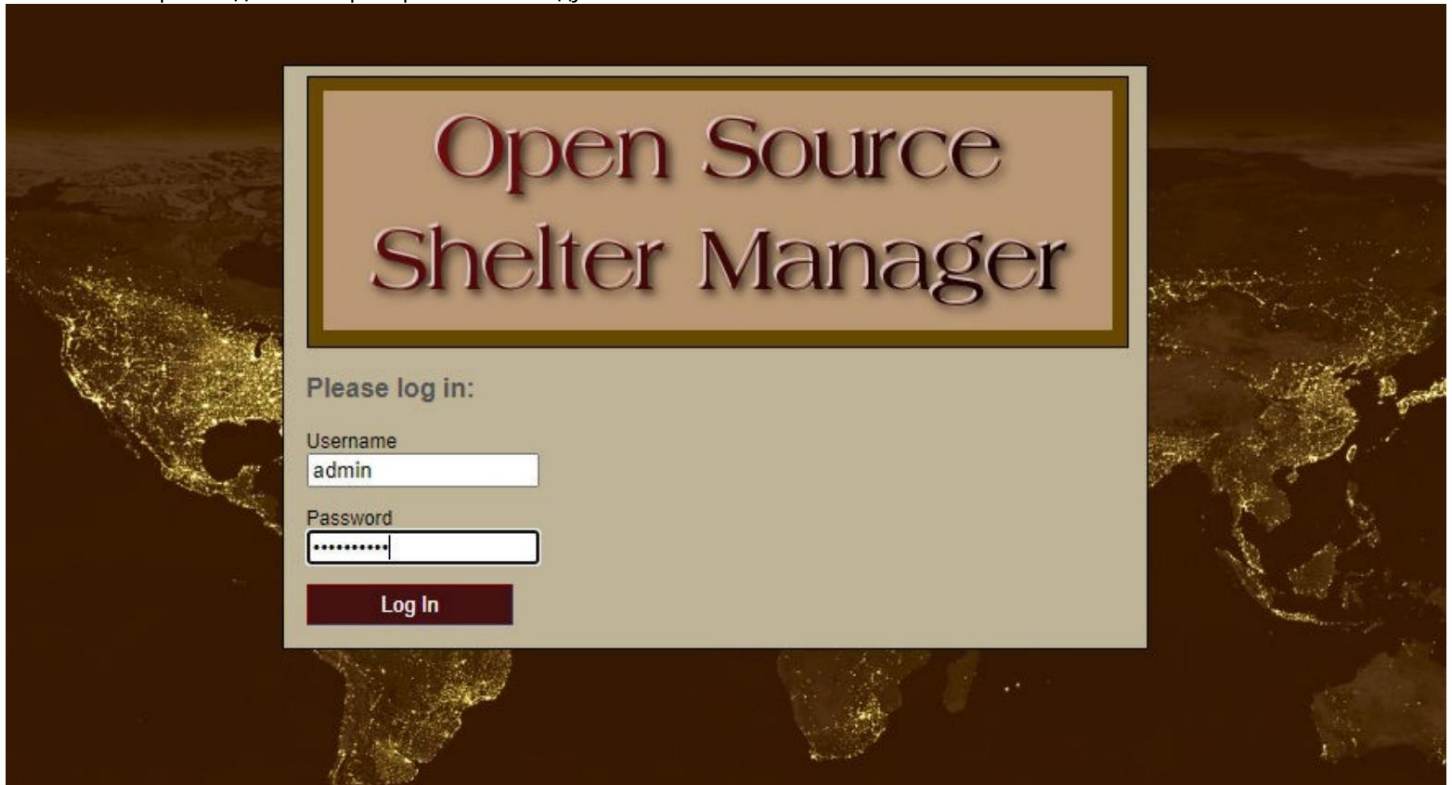 Open Source
Shelter Manager
Please log in:
Username
admin
Password
••••••••••
Log In